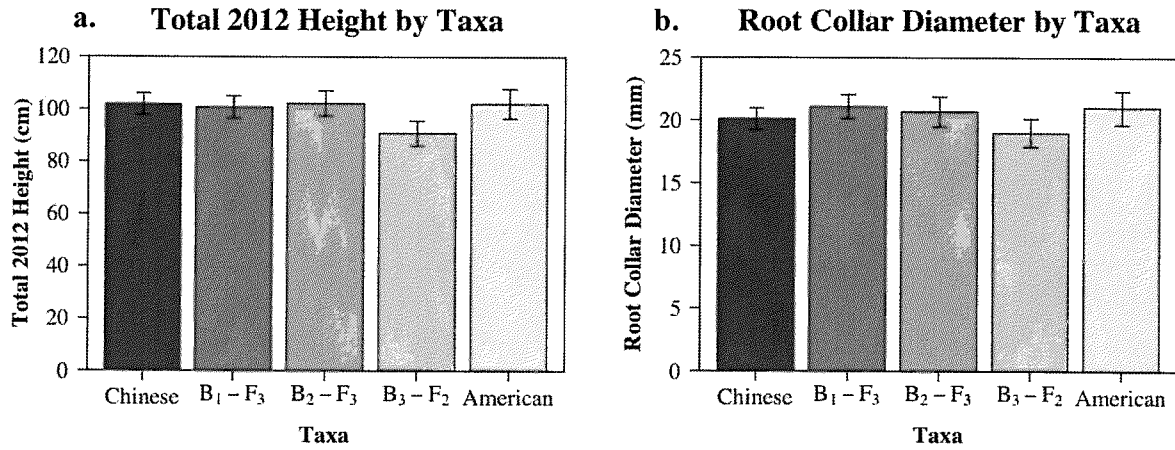 a. Total 2012 Height by Taxa
Total 2012 Height (cm)
120
100
80
60
40
20
0
Chinese B₁ – F₃ B₂ – F₃ B₃ – F₂ American
Taxa
b. Root Collar Diameter by Taxa
Root Collar Diameter (mm)
25
20
15
10
5
0
Chinese B₁ – F₃ B₂ – F₃ B₃ – F₂ American
Taxa